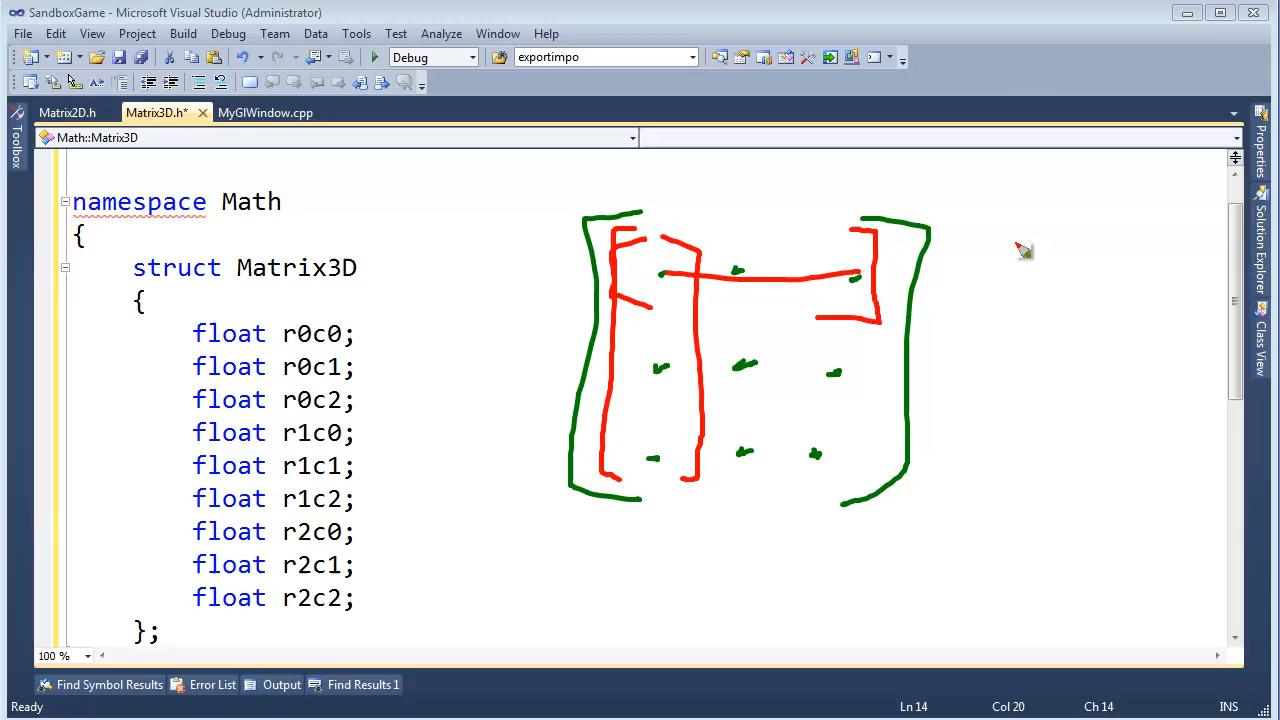 SandboxGame - Microsoft Visual Studio (Administrator)
File Edit View Project Build Debug Team Data Tools Test Analyze Window Help
Debug exportimpo
Matrix2D.h Matrix3D.h* MyGlWindow.cpp
Math::Matrix3D
Toolbox
Properties
Solution Explorer
Class View
namespace Math
{
struct Matrix3D
{
float r0c0;
float r0c1;
float r0c2;
float r1c0;
float r1c1;
float r1c2;
float r2c0;
float r2c1;
float r2c2;
};
100 %
Find Symbol Results Error List Output Find Results 1
Ready Ln 14 Col 20 Ch 14 INS